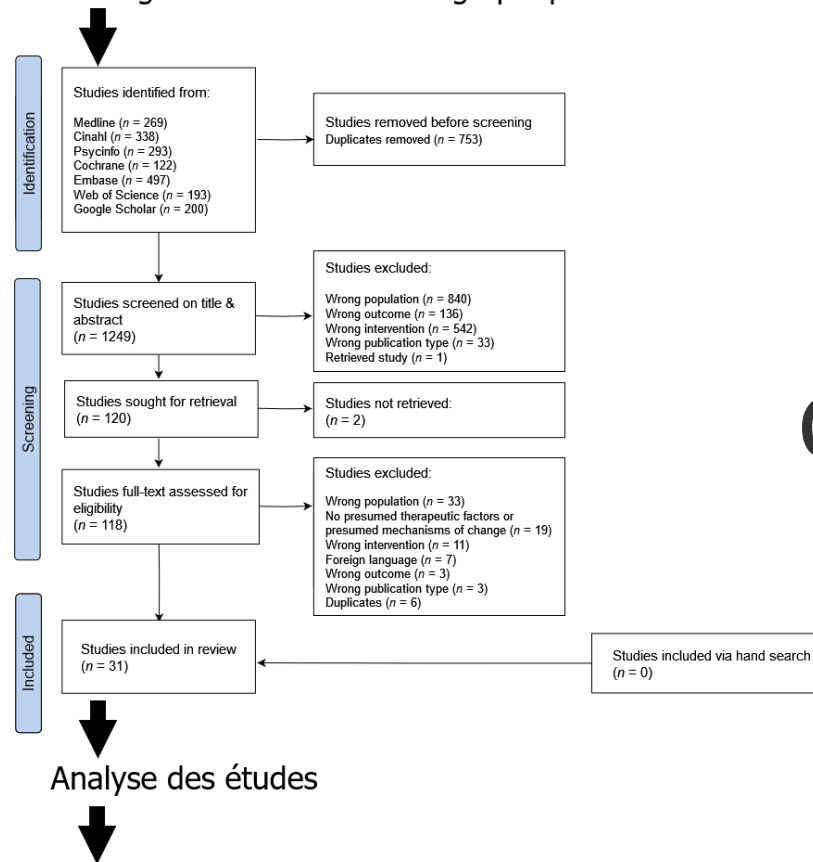 Identification
Studies identified from:
Medline (n = 269)
Cinahl (n = 338)
Psycinfo (n = 293)
Cochrane (n = 122)
Embase (n = 497)
Web of Science (n = 193)
Google Scholar (n = 200)
Studies removed before screening
Duplicates removed (n = 753)
Screening
Studies screened on title &
abstract
(n = 1249)
Studies excluded:
Wrong population (n = 840)
Wrong outcome (n = 136)
Wrong intervention (n = 542)
Wrong publication type (n = 33)
Retrieved study (n = 1)
Studies sought for retrieval
(n = 120)
Studies not retrieved:
(n = 2)
Studies full-text assessed for
eligibility
(n = 118)
Studies excluded:
Wrong population (n = 33)
No presumed therapeutic factors or
presumed mechanisms of change (n = 19)
Wrong intervention (n = 11)
Foreign language (n = 7)
Wrong outcome (n = 3)
Wrong publication type (n = 3)
Duplicates (n = 6)
Included
Studies included in review
(n = 31)
Studies included via hand search
(n = 0)
Analyse des études